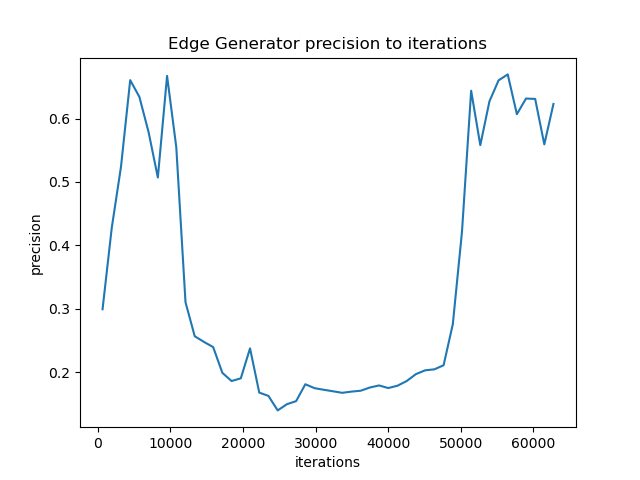 Edge Generator precision to iterations
0.6
0.5
0.4
0.3
0.2
precision
0 10000 20000 30000 40000 50000 60000
iterations